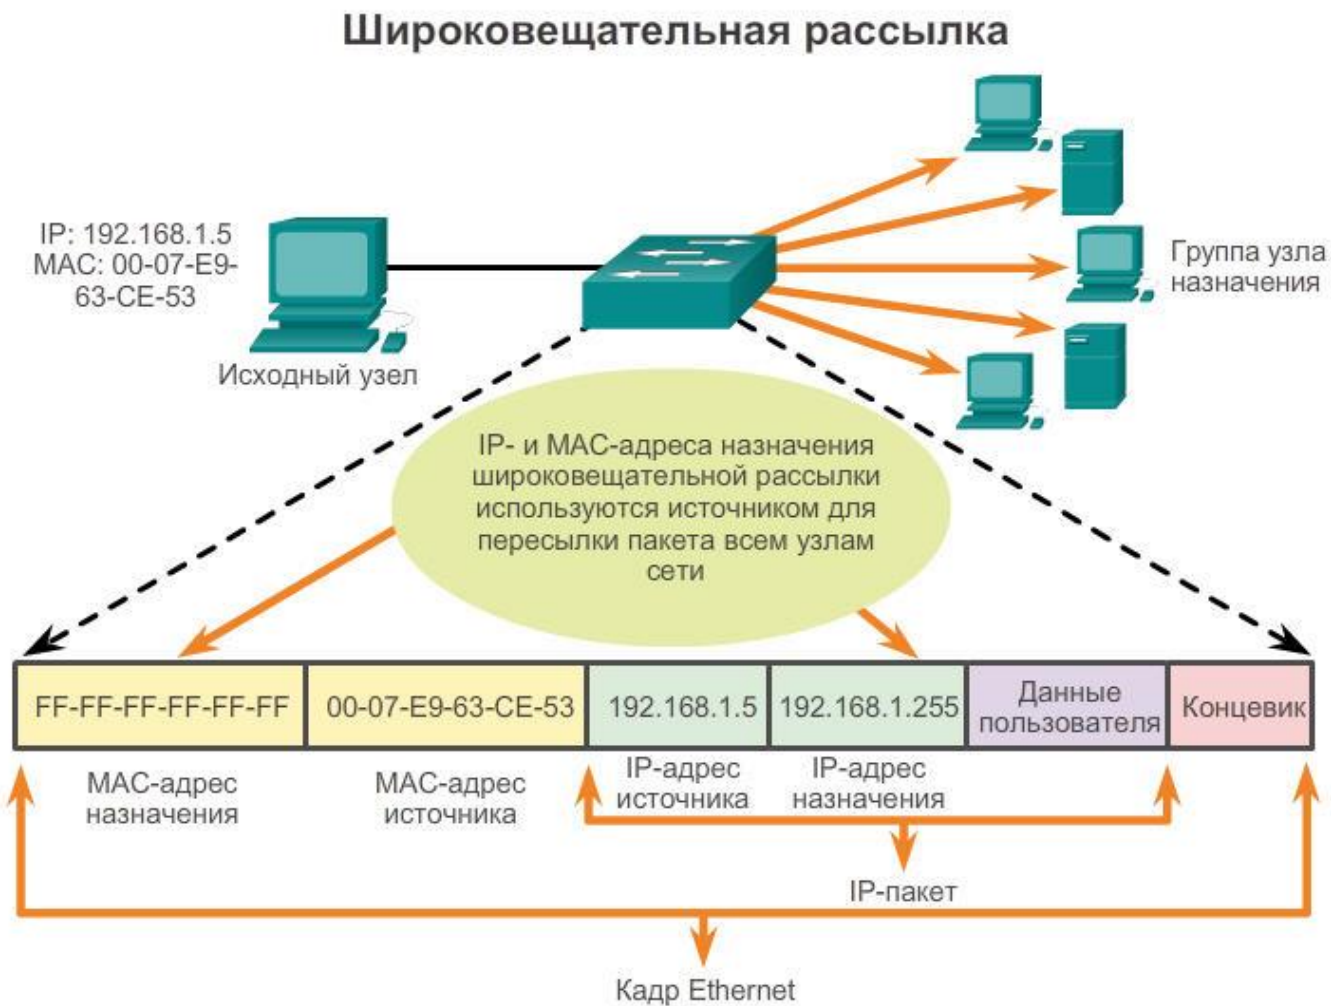 Широковещательная рассылка
IP: 192.168.1.5
MAC: 00-07-E9-
63-CE-53
Исходный узел
Группа узла
назначения
IP- и MAC-адреса назначения
широковещательной рассылки
используются источником для
пересылки пакета всем узлам
сети
FF-FF-FF-FF-FF-FF
00-07-E9-63-CE-53
192.168.1.5
192.168.1.255
Данные
пользователя
Концевик
MAC-адрес
назначения
MAC-адрес
источника
IP-адрес
источника
IP-адрес
назначения
IP-пакет
Кадр Ethernet